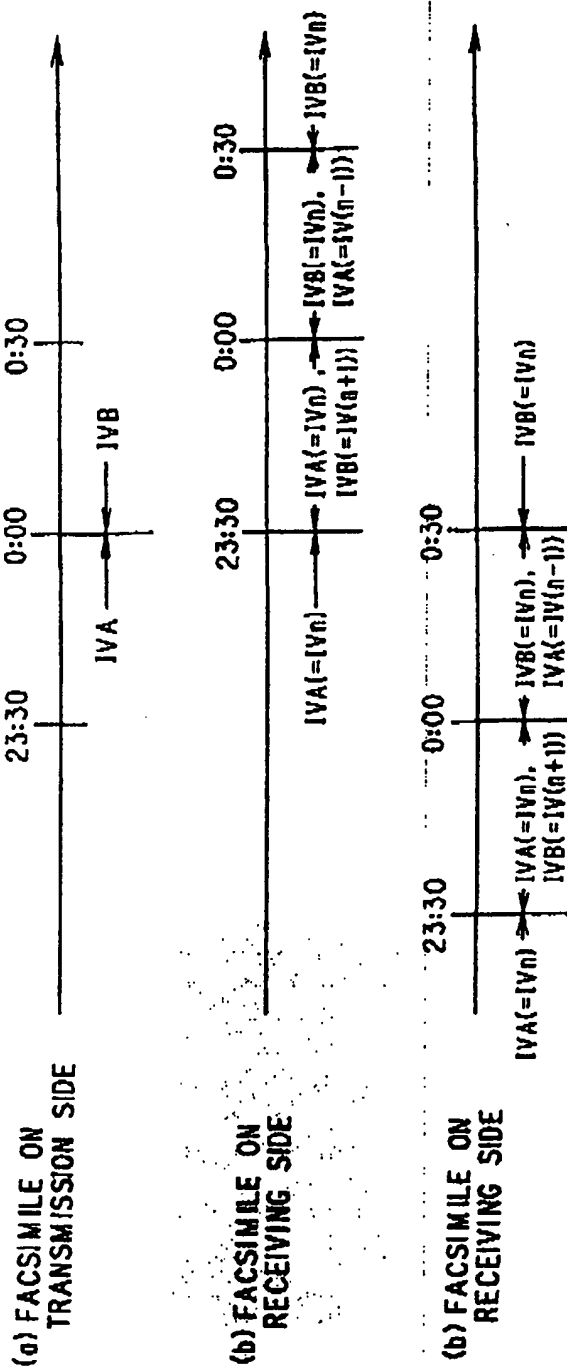 (a) FACSIMILE ON
TRANSMISSION SIDE
23:30
0:00
0:30
IVA
IVB
(b) FACSIMILE ON
RECEIVING SIDE
23:30
0:00
0:30
IVA(=IVn)
IVA(=IVn),
IVB(=IV(n+1))
IVB(=IVn),
IVA(=IV(n-1))
IVB(=IVn)
(b) FACSIMILE ON
RECEIVING SIDE
23:30
0:00
0:30
IVA(=IVn)
IVA(=IVn),
IVB(=IV(n+1))
IVB(=IVn),
IVA(=IV(n-1))
IVB(=IVn)